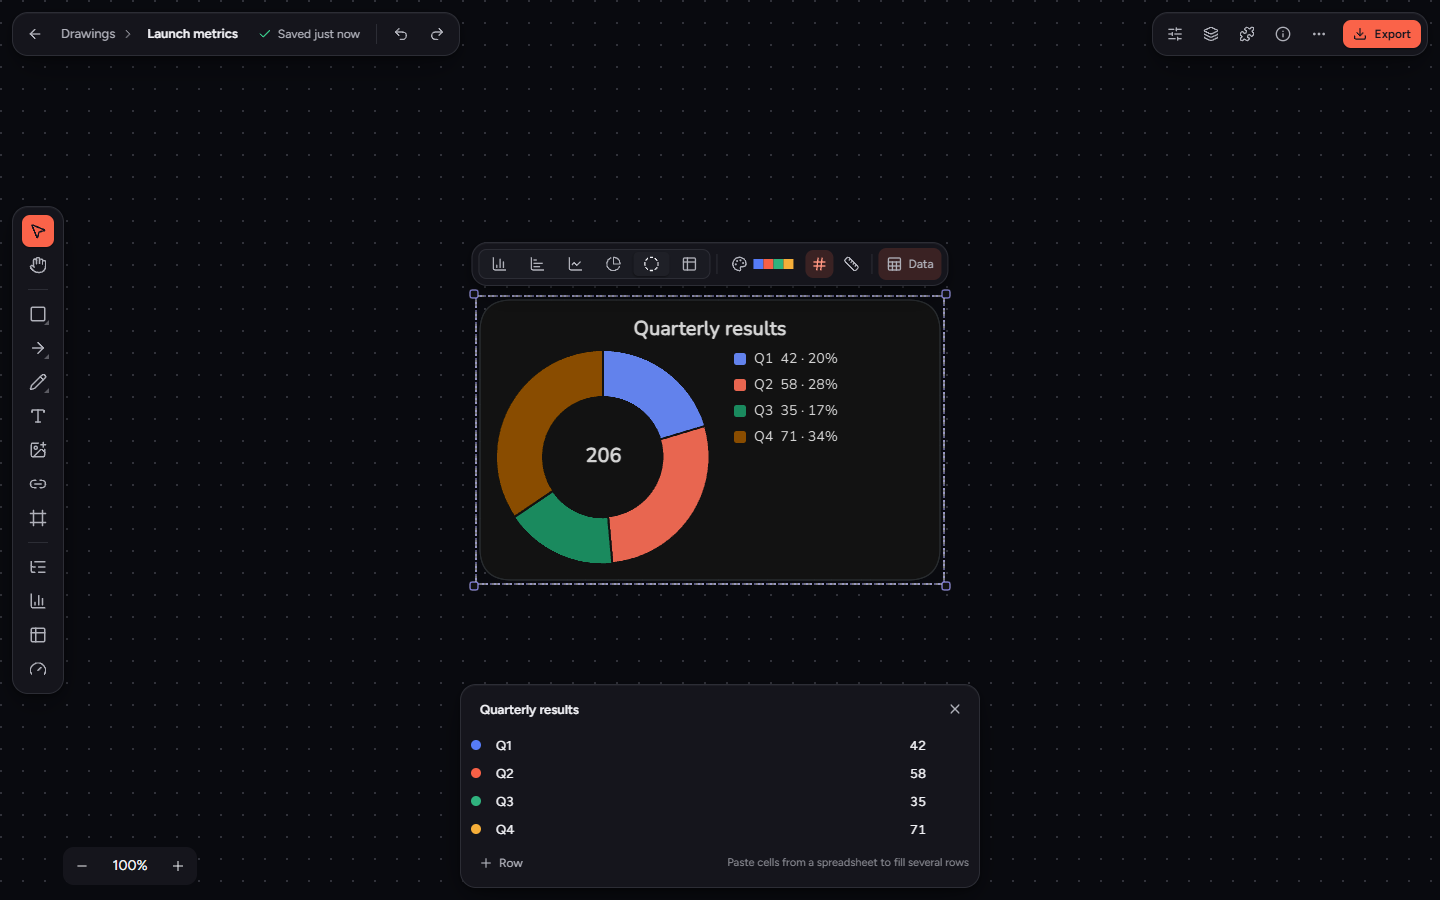 Drawings
Launch metrics
Saved just now
Export
Data
Quarterly results
Q1 42 · 20%
Q2 58 · 28%
Q3 35 · 17%
Q4 71 · 34%
206
Quarterly results
Q1 42
Q2 58
Q3 35
Q4 71
Row
Paste cells from a spreadsheet to fill several rows
100%